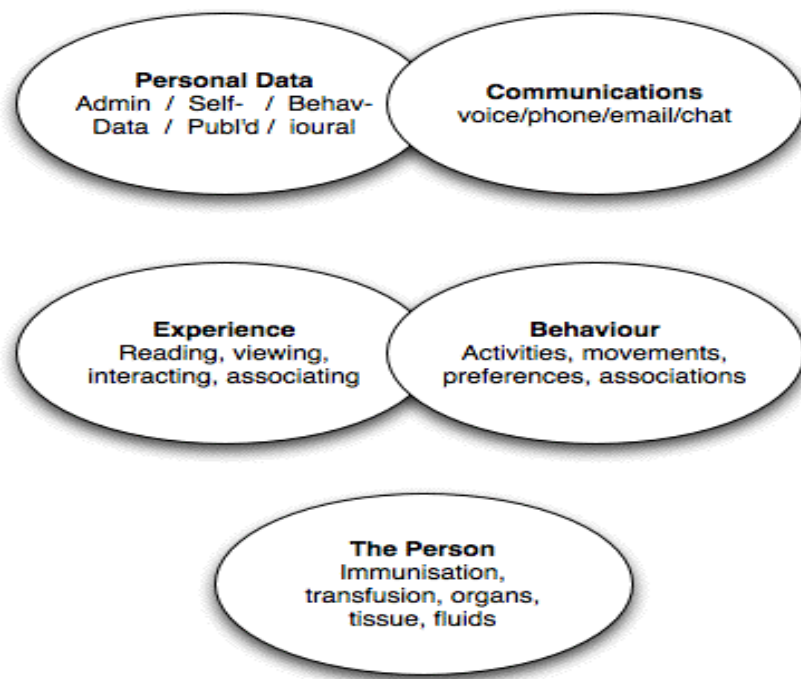 Personal Data
Admin / Self- / Behav-
Data / Publ'd / ioural
Communications
voice/phone/email/chat
Experience
Reading, viewing,
interacting, associating
Behaviour
Activities, movements,
preferences, associations
The Person
Immunisation,
transfusion, organs,
tissue, fluids